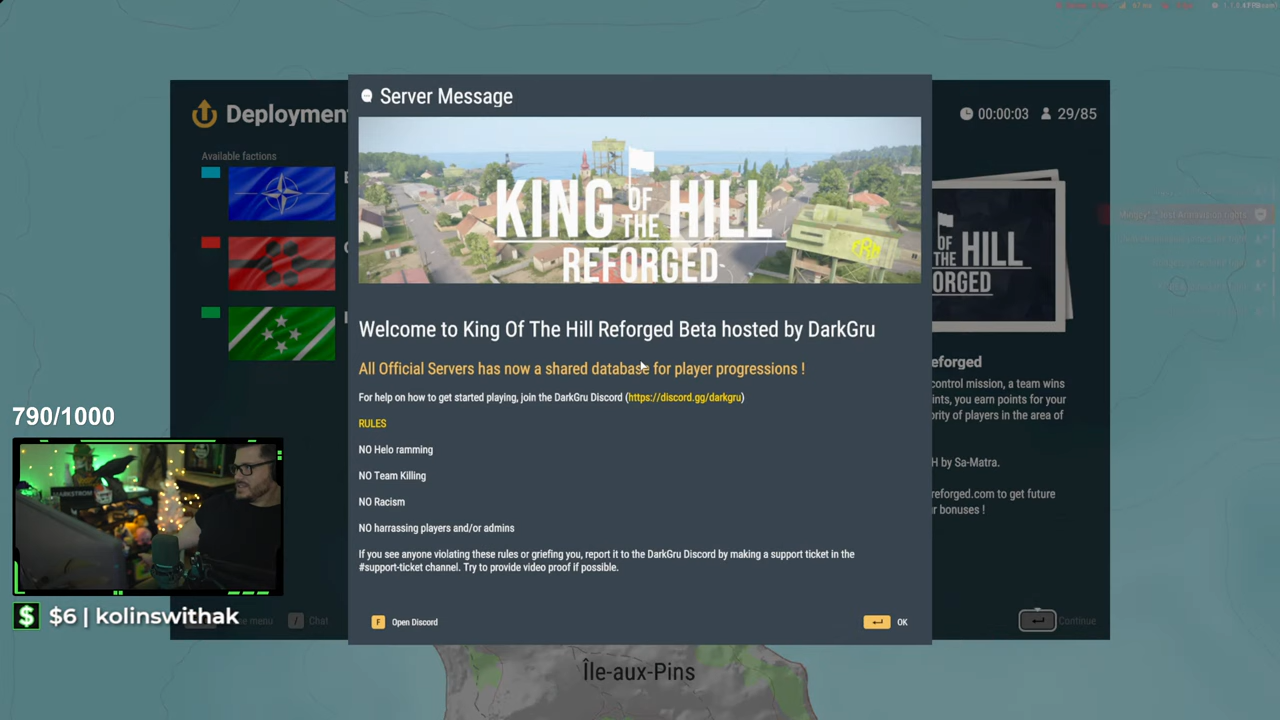 Server Message
Deployment
00:00:03
29/85
Available factions
KING OF THE HILL
REFORGED
OF THE HILL
ORGED
Welcome to King Of The Hill Reforged Beta hosted by DarkGru
All Official Servers has now a shared database for player progressions !
For help on how to get started playing, join the DarkGru Discord (https://discord.gg/darkgru)
RULES
NO Helo ramming
NO Team Killing
NO Racism
NO harrassing players and/or admins
If you see anyone violating these rules or griefing you, report it to the DarkGru Discord by making a support ticket in the
#support-ticket channel. Try to provide video proof if possible.
F Open Discord
OK
eforged
control mission, a team wins
ints, you earn points for your
ority of players in the area of
H by Sa-Matra.
reforged.com to get future
r bonuses !
790/1000
$ $6 | kolinswithak
menu
/ Chat
Continue
Île-aux-Pins